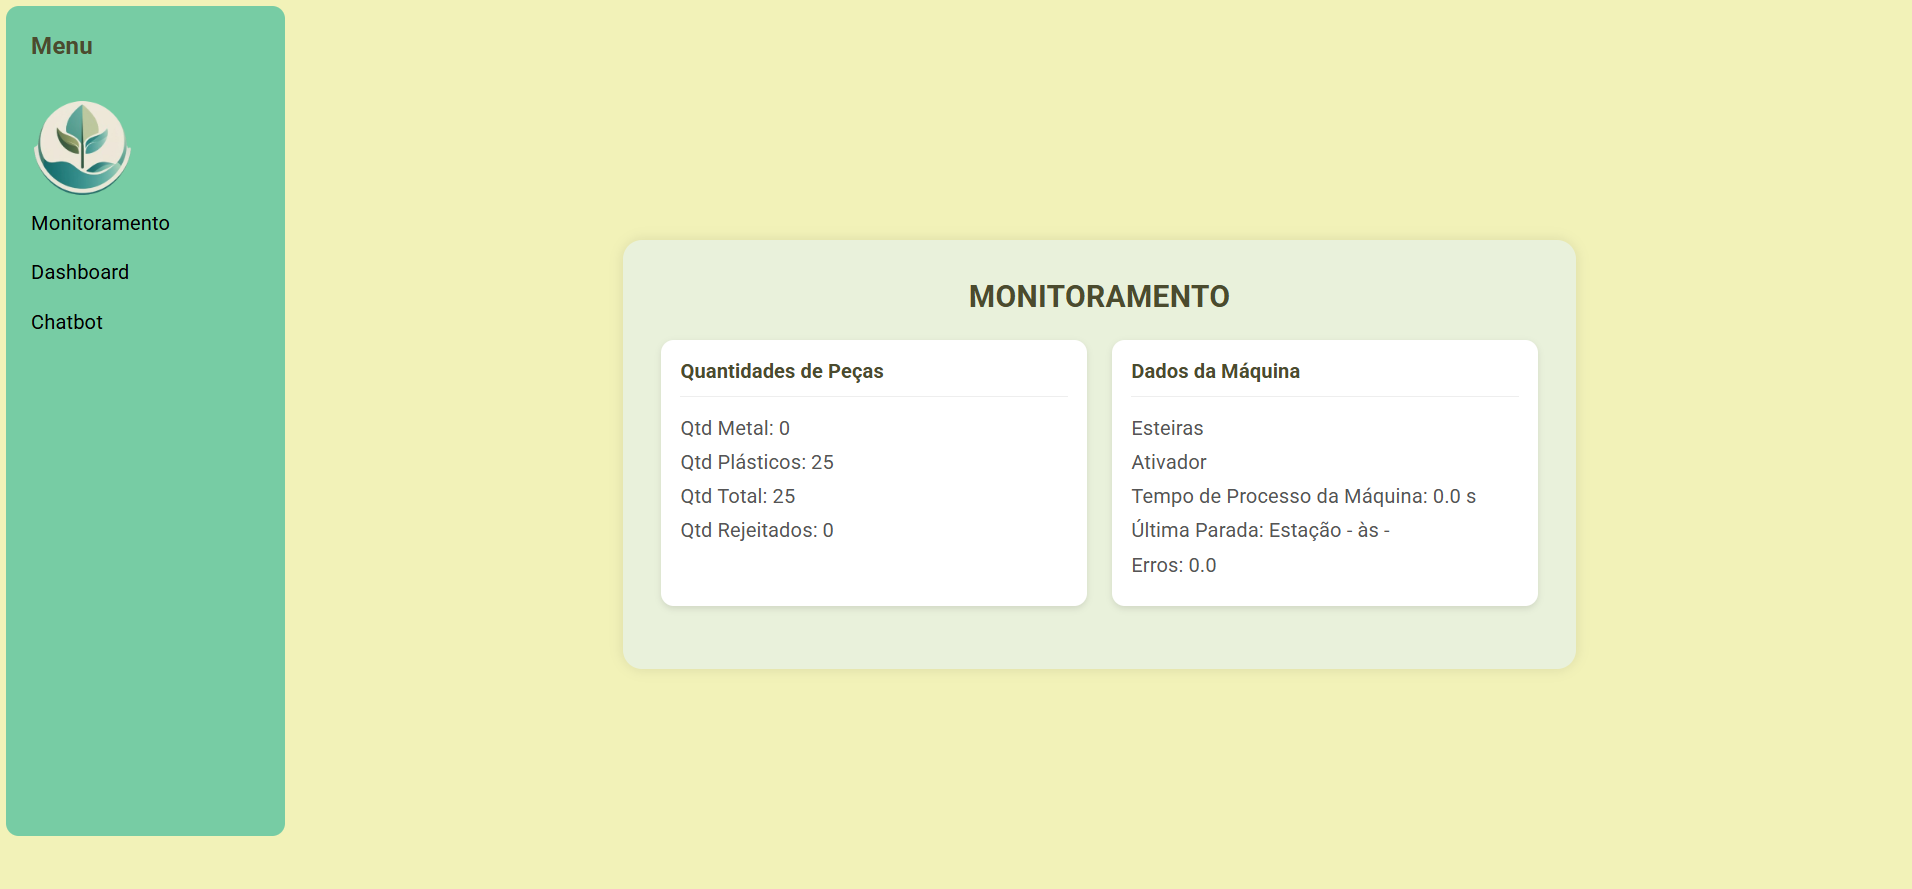 Menu
Monitoramento
Dashboard
Chatbot
MONITORAMENTO
Quantidades de Peças
Qtd Metal: 0
Qtd Plásticos: 25
Qtd Total: 25
Qtd Rejeitados: 0
Dados da Máquina
Esteiras
Ativador
Tempo de Processo da Máquina: 0.0 s
Última Parada: Estação - às -
Erros: 0.0